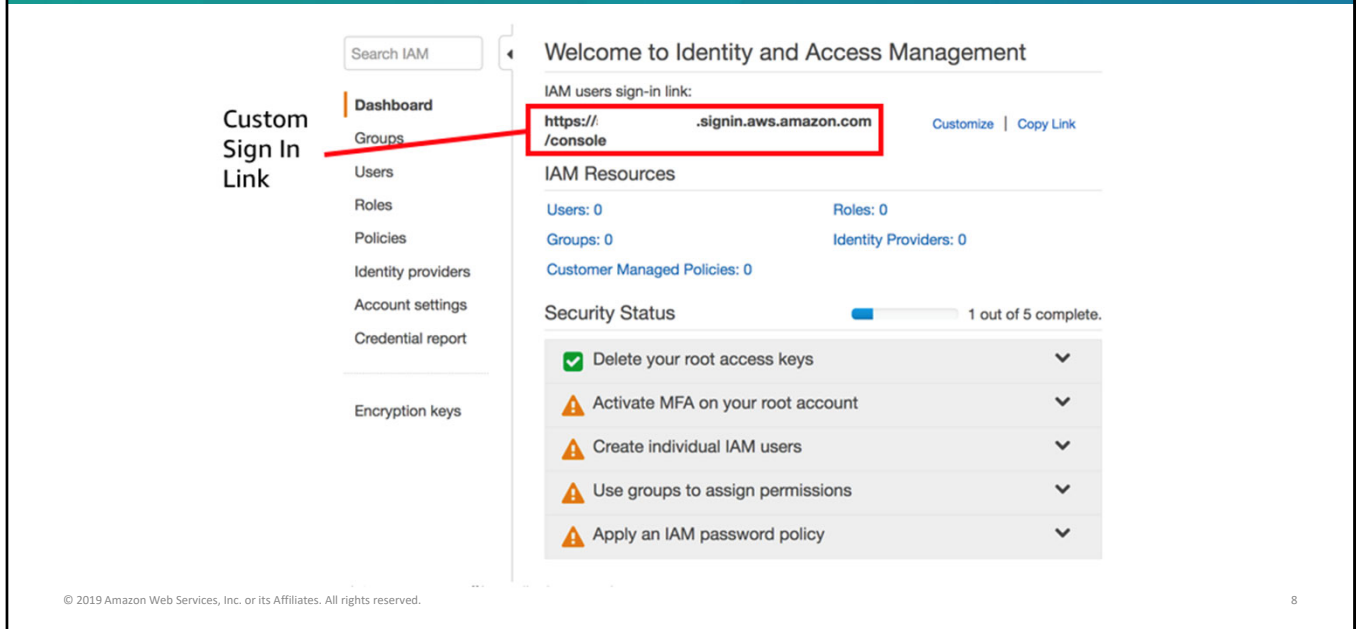 Search IAM
Welcome to Identity and Access Management
IAM users sign-in link:
Custom
Sign In
Link
Dashboard
Groups
Users
Roles
Policies
Identity providers
Account settings
Credential report
Encryption keys
https:// .signin.aws.amazon.com
/console
Customize | Copy Link
IAM Resources
Users: 0
Roles: 0
Groups: 0
Identity Providers: 0
Customer Managed Policies: 0
Security Status
1 out of 5 complete.
Delete your root access keys
Activate MFA on your root account
Create individual IAM users
Use groups to assign permissions
Apply an IAM password policy
© 2019 Amazon Web Services, Inc. or its Affiliates. All rights reserved.
8